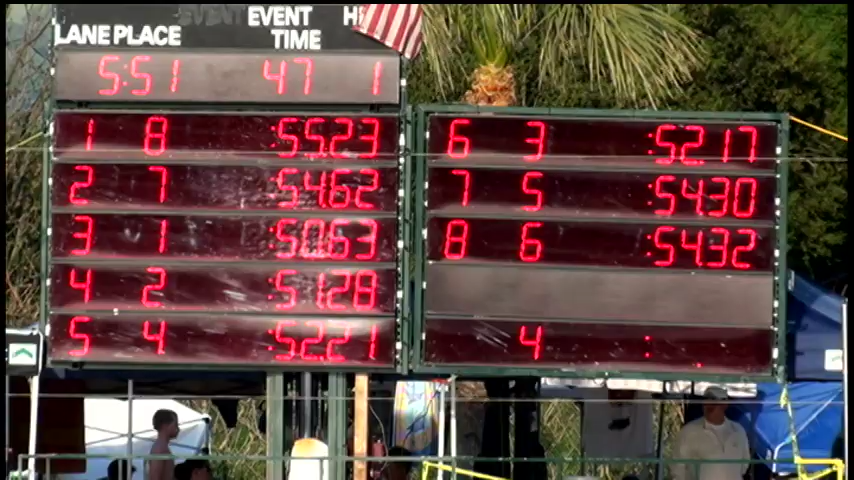 EVENT EVENT HE
LANE PLACE TIME
5:51 47 1
1 8 :55.23
2 7 :54.62
3 1 :50.63
4 2 :51.28
5 4 :52.21
6 3 :52.17
7 5 :54.30
8 6 :54.32
4 : .